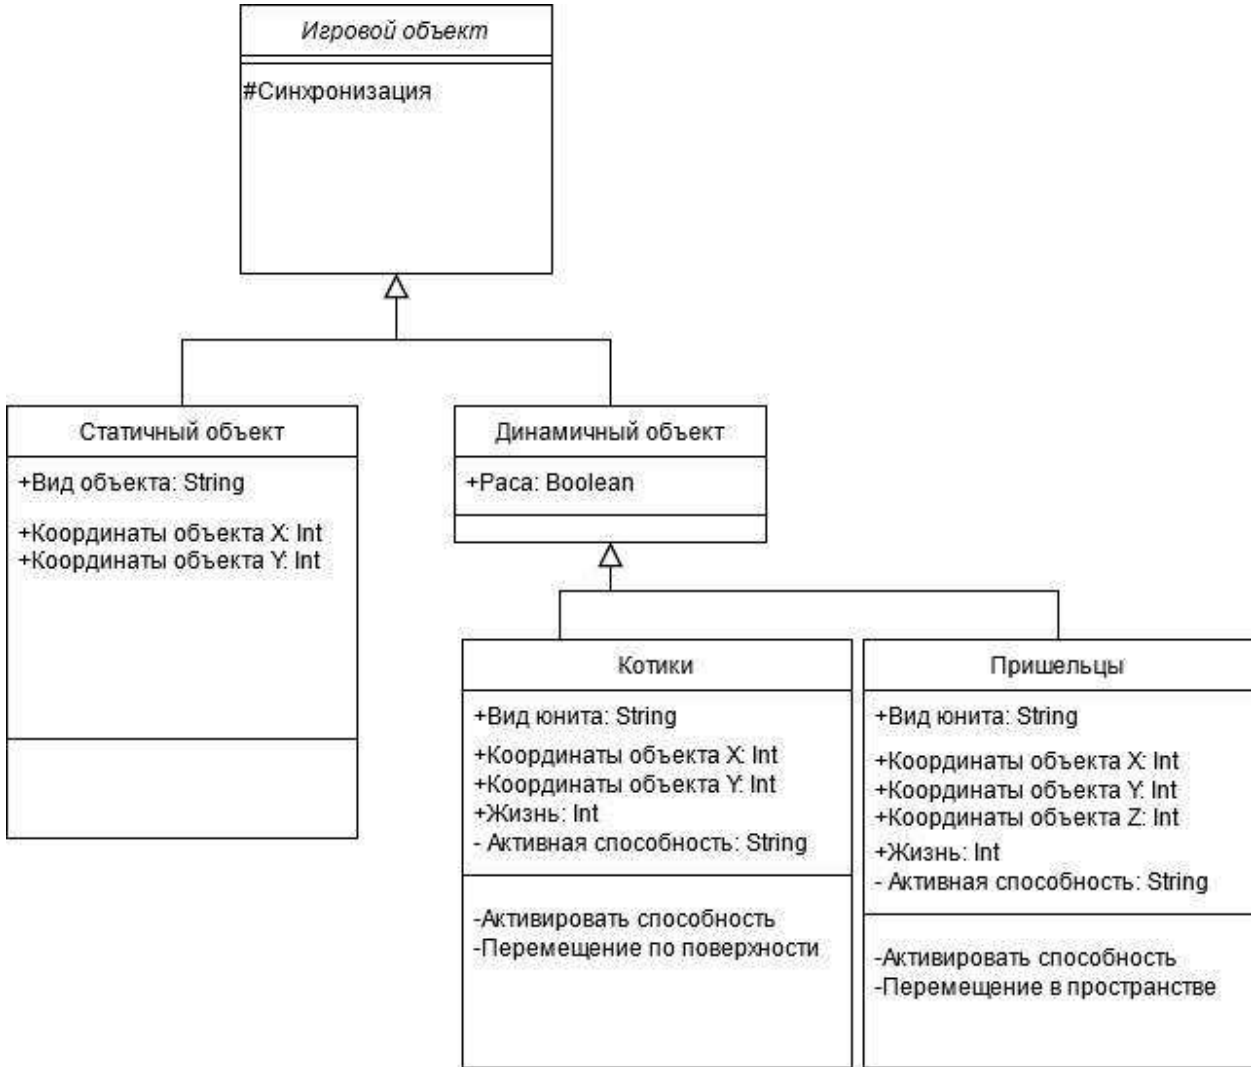 Игровой объект
#Синхронизация
Статичный объект
+Вид объекта: String
+Координаты объекта X: Int
+Координаты объекта Y: Int
Динамичный объект
+Раса: Boolean
Котики
+Вид юнита: String
+Координаты объекта X: Int
+Координаты объекта Y: Int
+Жизнь: Int
- Активная способность: String
-Активировать способность
-Перемещение по поверхности
Пришельцы
+Вид юнита: String
+Координаты объекта X: Int
+Координаты объекта Y: Int
+Координаты объекта Z: Int
+Жизнь: Int
- Активная способность: String
-Активировать способность
-Перемещение в пространстве